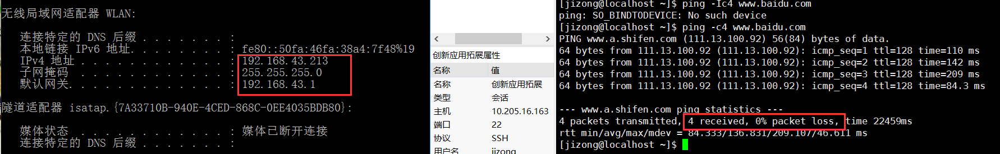 无线局域网适配器 WLAN:
连接特定的 DNS 后缀 . . . . . . . :
本地链接 IPv6 地址. . . . . . . . : fe80::50fa:46fa:38a4:7f48%19
IPv4 地址 . . . . . . . . . . . . : 192.168.43.213
子网掩码 . . . . . . . . . . . . : 255.255.255.0
默认网关. . . . . . . . . . . . . : 192.168.43.1
隧道适配器 isatap.{7A33710B-940E-4CED-868C-0EE4035BDB80}:
媒体状态 . . . . . . . . . . . . : 媒体已断开连接
连接特定的 DNS 后缀 . . . . . . . :
创新应用拓展属性
名称 值
名称 创新应用拓展
类型 会话
主机 10.205.16.163
端口 22
协议 SSH
用户名 jizong
[jizong@localhost ~]$ ping -Ic4 www.baidu.com
ping: SO_BINDTODEVICE: No such device
[jizong@localhost ~]$ ping -c4 www.baidu.com
PING www.a.shifen.com (111.13.100.92) 56(84) bytes of data.
64 bytes from 111.13.100.92 (111.13.100.92): icmp_seq=1 ttl=128 time=110 ms
64 bytes from 111.13.100.92 (111.13.100.92): icmp_seq=2 ttl=128 time=142 ms
64 bytes from 111.13.100.92 (111.13.100.92): icmp_seq=3 ttl=128 time=209 ms
64 bytes from 111.13.100.92 (111.13.100.92): icmp_seq=4 ttl=128 time=84.3 ms
--- www.a.shifen.com ping statistics ---
4 packets transmitted, 4 received, 0% packet loss, time 22459ms
rtt min/avg/max/mdev = 84.333/136.831/209.107/46.611 ms
[jizong@localhost ~]$